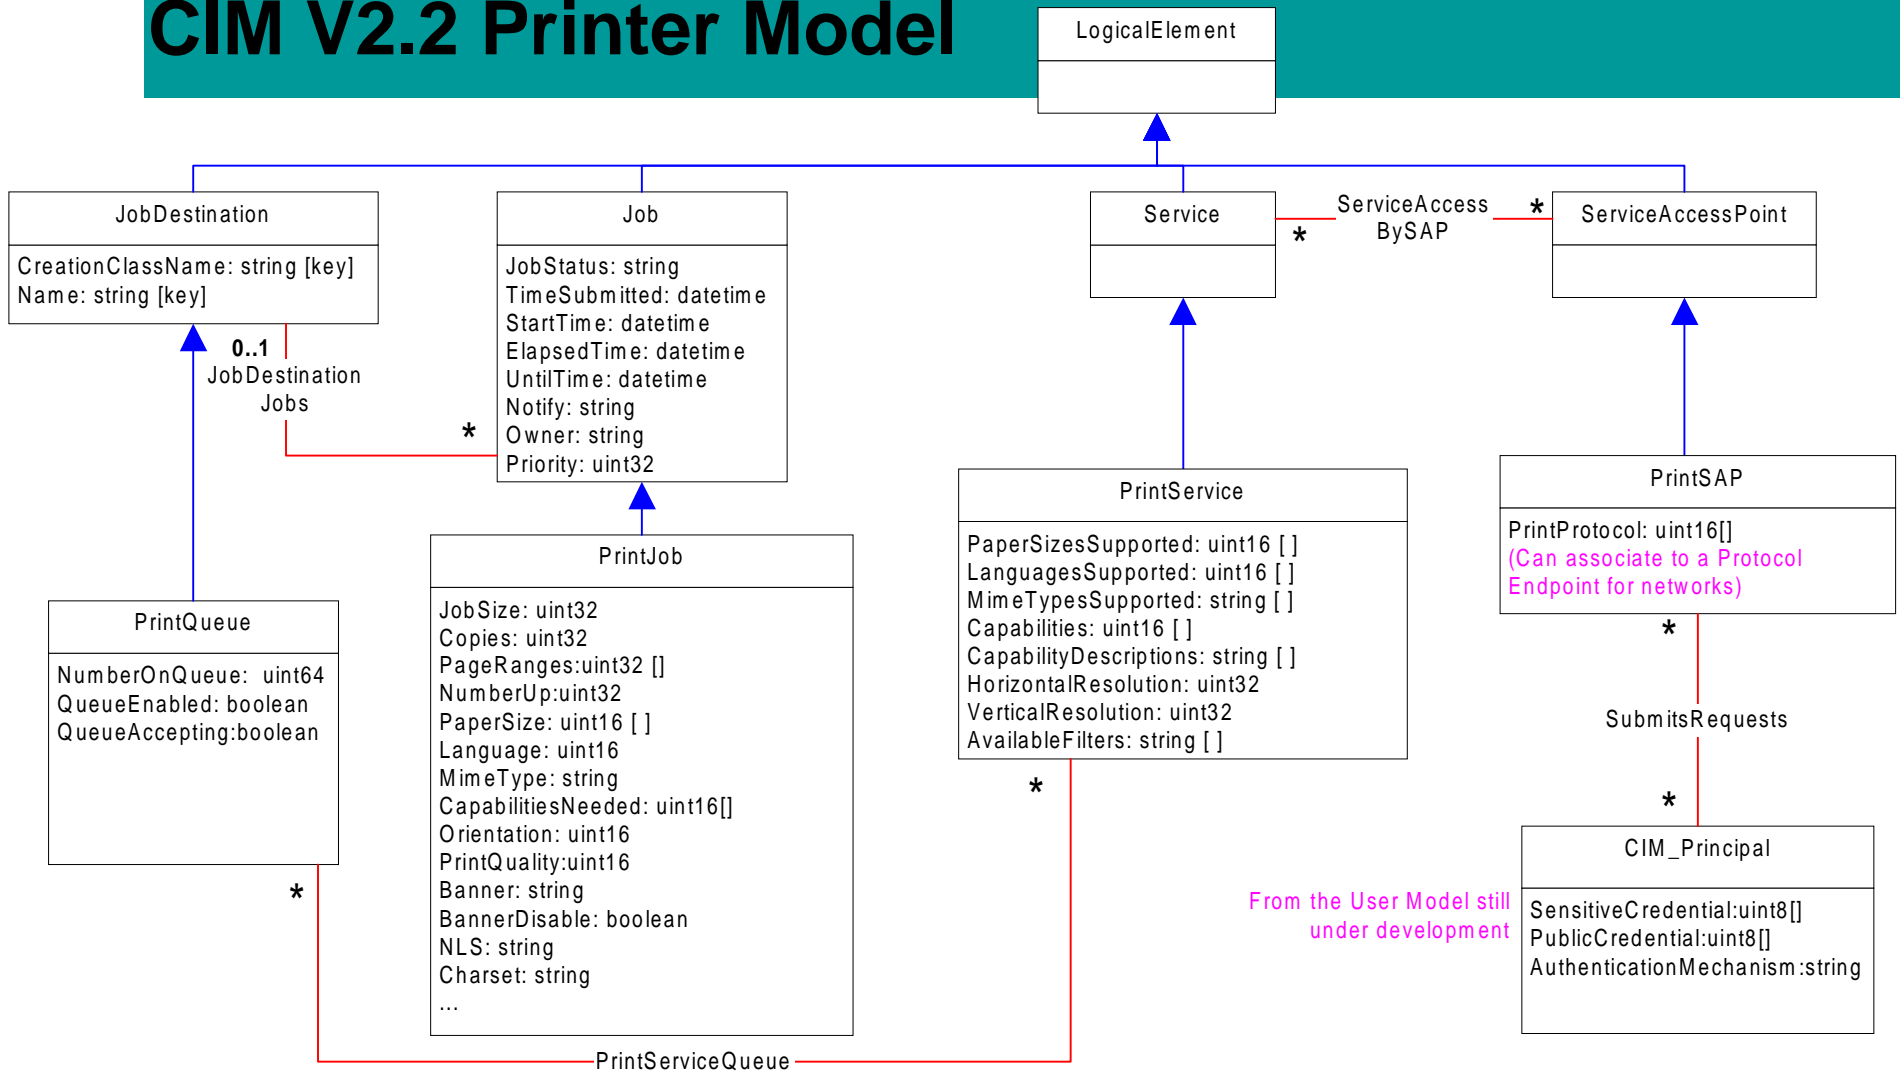 CIM V2.2 Printer Model
LogicalElement
JobDestination
CreationClassName: string [key]
Name: string [key]
Job
JobStatus: string
TimeSubmitted: datetime
StartTime: datetime
ElapsedTime: datetime
UntilTime: datetime
Notify: string
Owner: string
Priority: uint32
Service
*
ServiceAccess
BySAP
*
ServiceAccessPoint
0..1
JobDestination
Jobs
*
PrintQueue
NumberOnQueue: uint64
QueueEnabled: boolean
QueueAccepting:boolean
*
PrintJob
JobSize: uint32
Copies: uint32
PageRanges:uint32 []
NumberUp:uint32
PaperSize: uint16 [ ]
Language: uint16
MimeType: string
CapabilitiesNeeded: uint16[]
Orientation: uint16
PrintQuality:uint16
Banner: string
BannerDisable: boolean
NLS: string
Charset: string
...
PrintService
PaperSizesSupported: uint16 [ ]
LanguagesSupported: uint16 [ ]
MimeTypesSupported: string [ ]
Capabilities: uint16 [ ]
CapabilityDescriptions: string [ ]
HorizontalResolution: uint32
VerticalResolution: uint32
AvailableFilters: string [ ]
*
PrintSAP
PrintProtocol: uint16[]
(Can associate to a Protocol
Endpoint for networks)
*
SubmitsRequests
*
CIM_Principal
SensitiveCredential:uint8[]
PublicCredential:uint8[]
AuthenticationMechanism:string
From the User Model still
under development
PrintServiceQueue